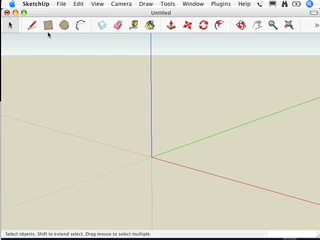 SketchUp File Edit View Camera Draw Tools Window Plugins Help
Untitled
Select objects. Shift to extend select. Drag mouse to select multiple.